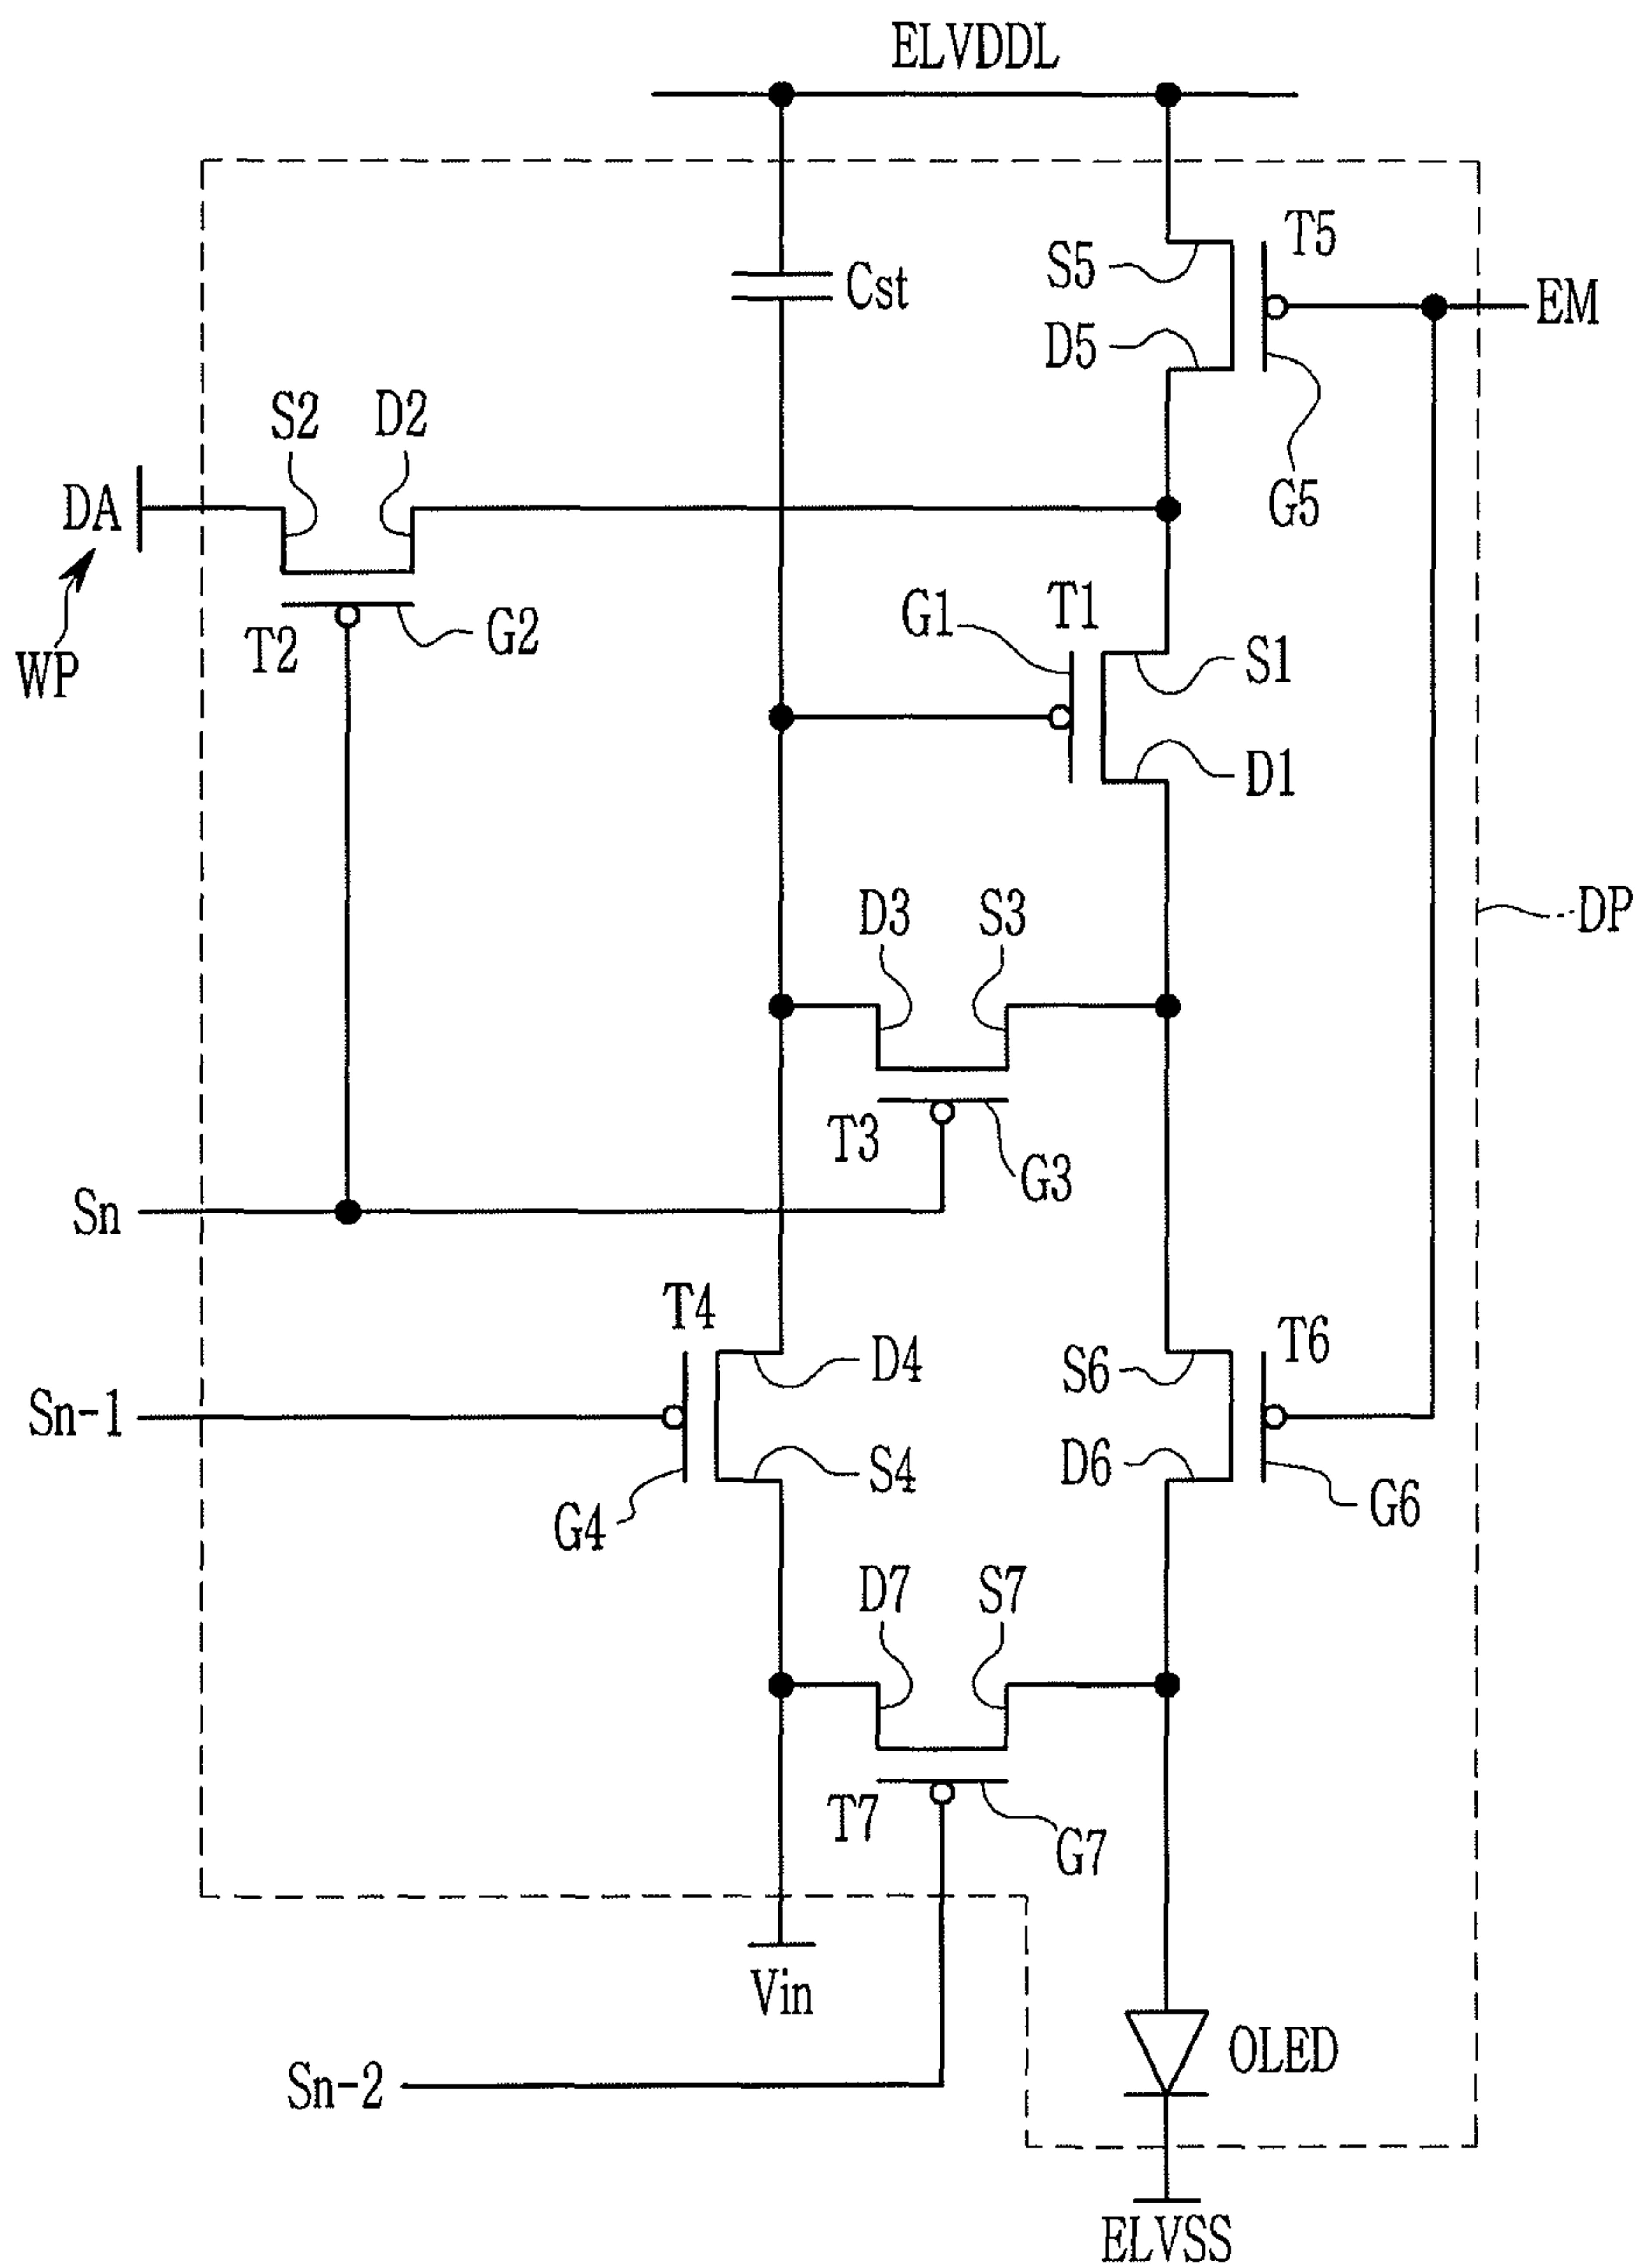 ELVDDL
T5
S5
Cst
EM
D5
S2
D2
DA
G5
G1
T1
T2
G2
WP
S1
D1
D3
S3
DP
T3
G3
Sn
T4
T6
D4
S6
Sn-1
S4
D6
G4
G6
D7
S7
T7
G7
Vin
OLED
Sn-2
ELVSS